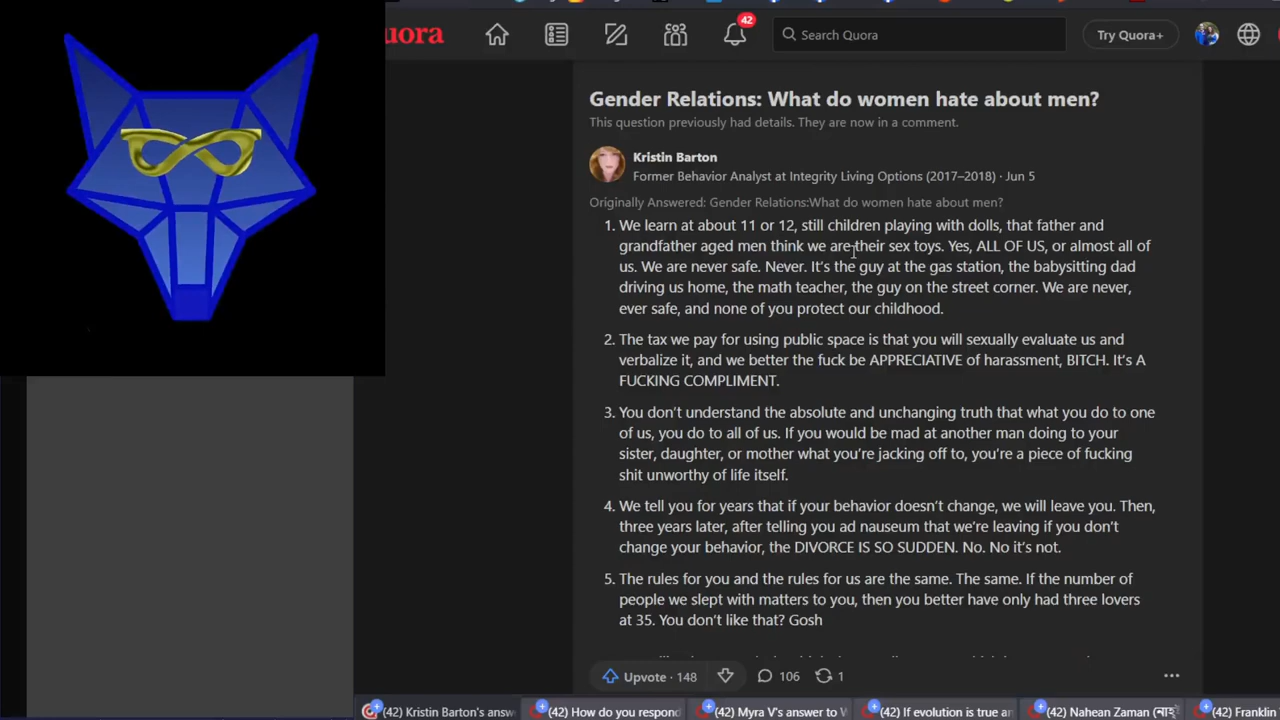 uora
42
Search Quora
Try Quora+
Gender Relations: What do women hate about men?
This question previously had details. They are now in a comment.
Kristin Barton
Former Behavior Analyst at Integrity Living Options (2017–2018) · Jun 5
Originally Answered: Gender Relations:What do women hate about men?
1. We learn at about 11 or 12, still children playing with dolls, that father and
grandfather aged men think we are their sex toys. Yes, ALL OF US, or almost all of
us. We are never safe. Never. It's the guy at the gas station, the babysitting dad
driving us home, the math teacher, the guy on the street corner. We are never,
ever safe, and none of you protect our childhood.
2. The tax we pay for using public space is that you will sexually evaluate us and
verbalize it, and we better the fuck be APPRECIATIVE of harassment, BITCH. It's A
FUCKING COMPLIMENT.
3. You don't understand the absolute and unchanging truth that what you do to one
of us, you do to all of us. If you would be mad at another man doing to your
sister, daughter, or mother what you're jacking off to, you're a piece of fucking
shit unworthy of life itself.
4. We tell you for years that if your behavior doesn't change, we will leave you. Then,
three years later, after telling you ad nauseum that we're leaving if you don't
change your behavior, the DIVORCE IS SO SUDDEN. No. No it's not.
5. The rules for you and the rules for us are the same. The same. If the number of
people we slept with matters to you, then you better have only had three lovers
at 35. You don't like that? Gosh
Upvote · 148
106
1
(42) Kristin Barton's answ
(42) How do you respond
(42) Myra V's answer to W
(42) If evolution is true ar
(42) Nahean Zaman
(42) Franklin